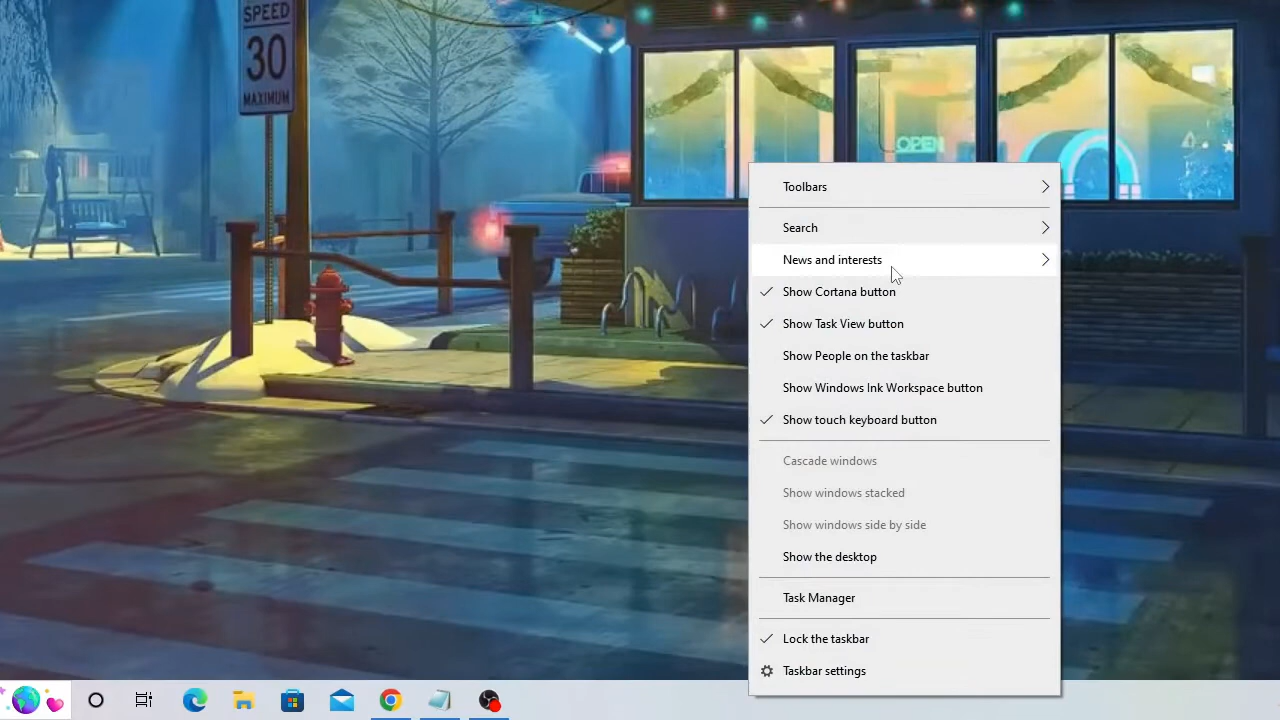 SPEED
30
MAXIMUM
OPEN
Toolbars
Search
News and interests
Show Cortana button
Show Task View button
Show People on the taskbar
Show Windows Ink Workspace button
Show touch keyboard button
Cascade windows
Show windows stacked
Show windows side by side
Show the desktop
Task Manager
Lock the taskbar
Taskbar settings